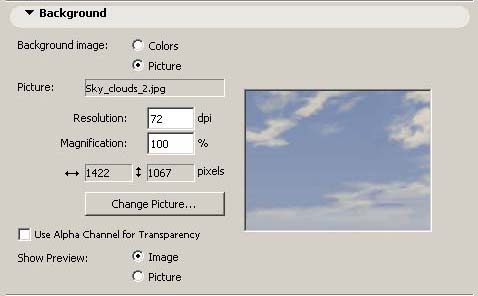 Background
Background image: Colors
Picture
Picture: Sky_clouds_2.jpg
Resolution: 72 dpi
Magnification: 100 %
1422 1067 pixels
Change Picture...
Use Alpha Channel for Transparency
Show Preview: Image
Picture